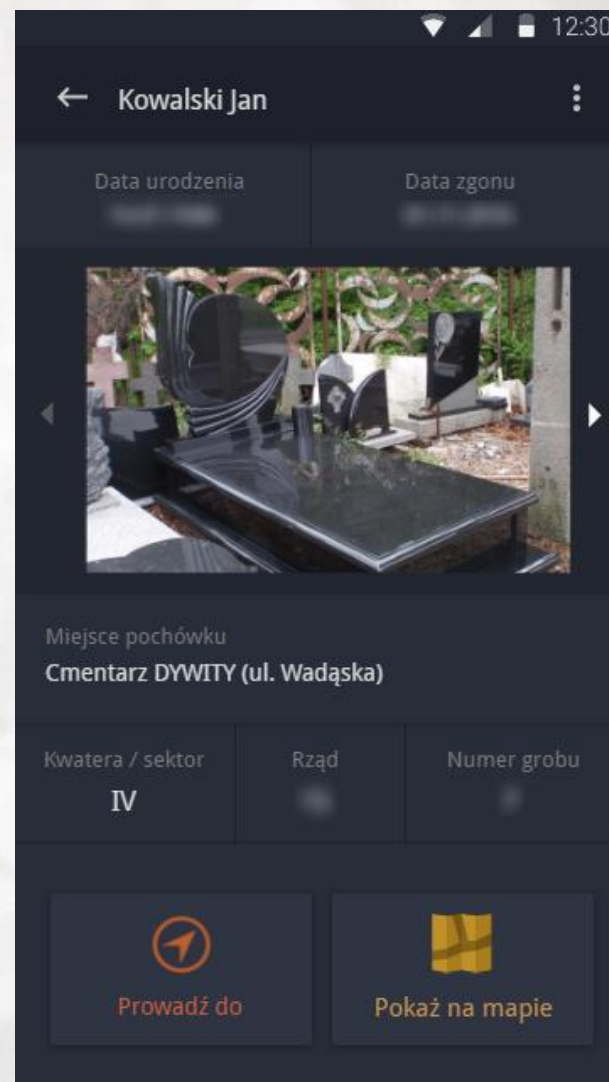 12:30
Kowalski Jan
Data urodzenia Data zgonu
Miejsce pochówku
Cmentarz DYWITY (ul. Wadąska)
Kwatera / sektor Rząd Numer grobu
IV
Prowadź do Pokaż na mapie